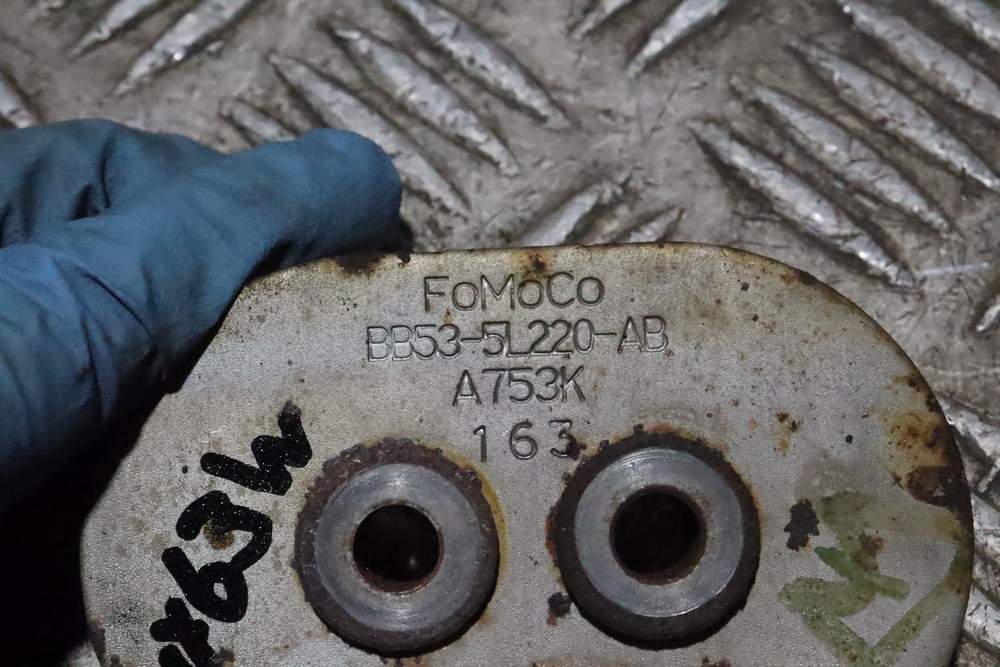 FoMoCo
BB53-5L220-AB
A753K
163